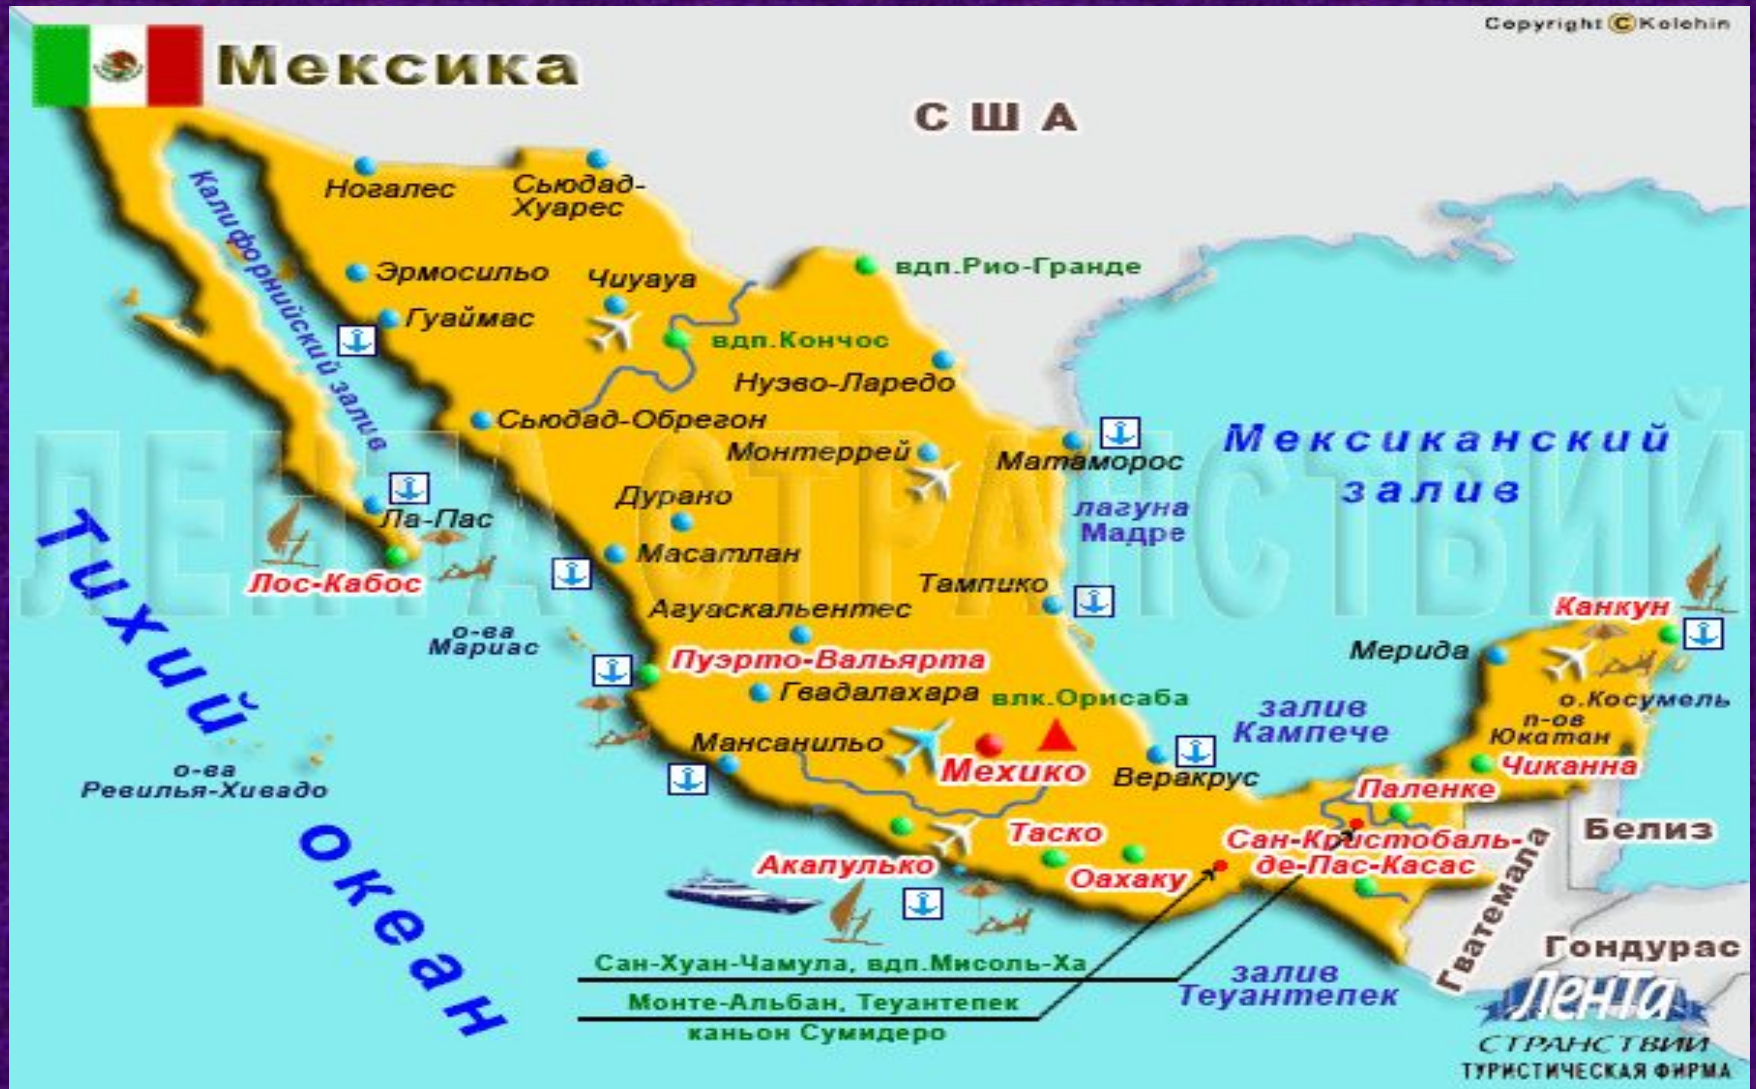 Copyright © Kolehin
Мексика
США
Ногалес
Сьюдад-
Хуарес
Калифорнийский залив
Эрмосильо
Чиуауа
вдп.Рио-Гранде
Гуаймас
вдп.Кончос
Нуэво-Ларедо
Сьюдад-Обрегон
Монтеррей
Матаморос
Мексиканский
залив
ЛЕНТА СТРАНСТВИЙ
Ла-Пас
Дурано
лагуна
Мадре
Лос-Кабос
Масатлан
Тампико
Тихий океан
о-ва
Мариас
Агуаскальентес
Канкун
Пуэрто-Вальярта
Мерида
Гвадалахара
влк.Орисаба
залив
Кампече
о.Косумель
п-ов
Юкатан
Мансанильо
Мехико
Веракрус
Чиканна
о-ва
Ревилья-Хивадо
Паленке
Таско
Сан-Кристобаль-
де-Пас-Касас
Белиз
Акапулько
Оахаку
Гватемала
Гондурас
Сан-Хуан-Чамула, вдп.Мисоль-Ха
Монте-Альбан, Теуантепек
каньон Сумидеро
залив
Теуантепек
Лента
СТРАНСТВИЙ
ТУРИСТИЧЕСКАЯ ФИРМА